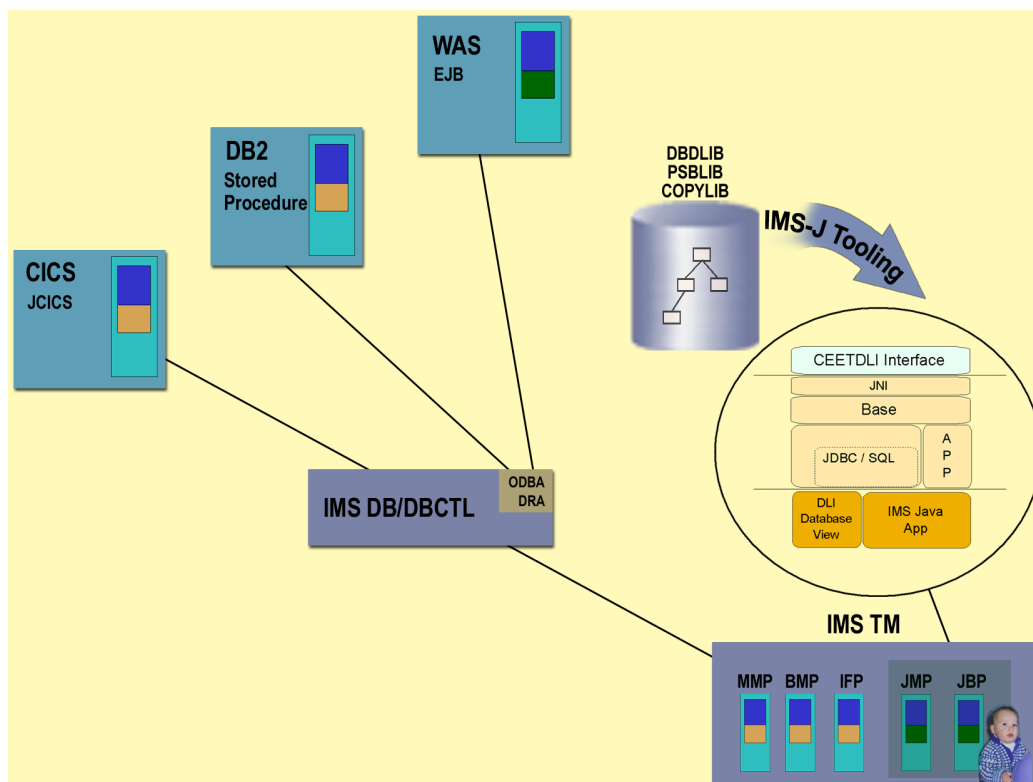 WAS
EJB
DB2
Stored
Procedure
CICS
JCICS
DBDLIB
PSBLIB
COPYLIB
IMS-J Tooling
CEETDLI Interface
JNI
Base
JDBC / SQL
A
P
P
DLI
Database
View
IMS Java
App
IMS DB/DBCTL
ODBA
DRA
IMS TM
MMP
BMP
IFP
JMP
JBP